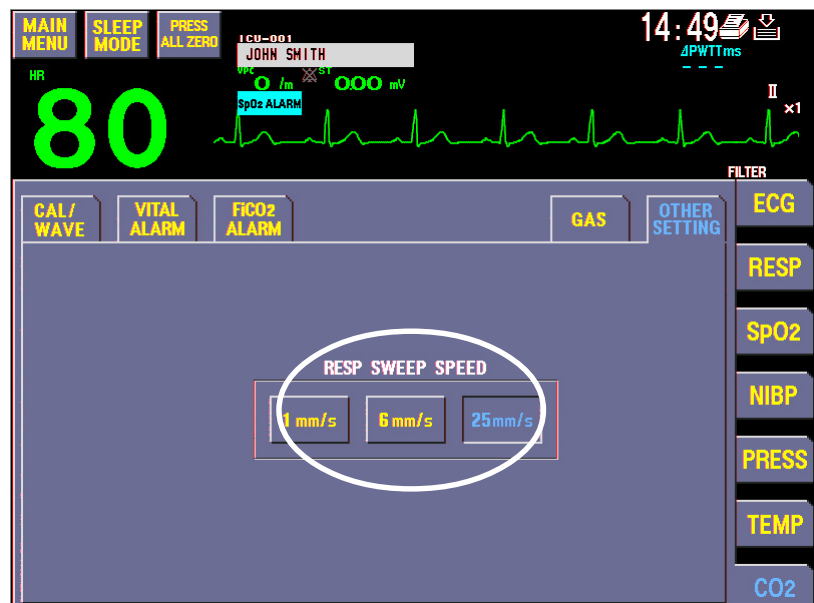 MAIN MENU
SLEEP MODE
PRESS ALL ZERO
ICU-001
JOHN SMITH
14:49
ΔPWTTms
---
HR
80
VPC 0 /m
ST 0.00 mV
SpO2 ALARM
II
×1
FILTER
CAL/ WAVE
VITAL ALARM
FiCO2 ALARM
GAS
OTHER SETTING
ECG
RESP
SpO2
NIBP
PRESS
TEMP
CO2
RESP SWEEP SPEED
1 mm/s
6 mm/s
25mm/s